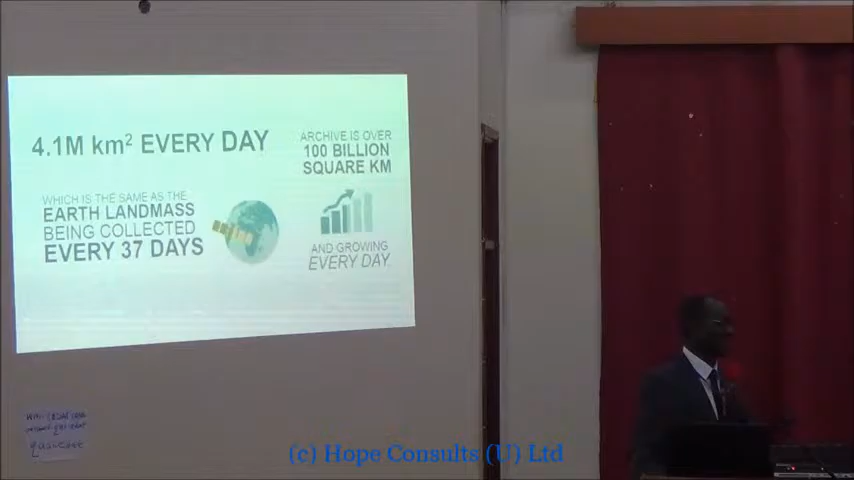 4.1M km² EVERY DAY
WHICH IS THE SAME AS THE
EARTH LANDMASS
BEING COLLECTED
EVERY 37 DAYS
ARCHIVE IS OVER
100 BILLION
SQUARE KM
AND GROWING
EVERY DAY
(c) Hope Consults (U) Ltd